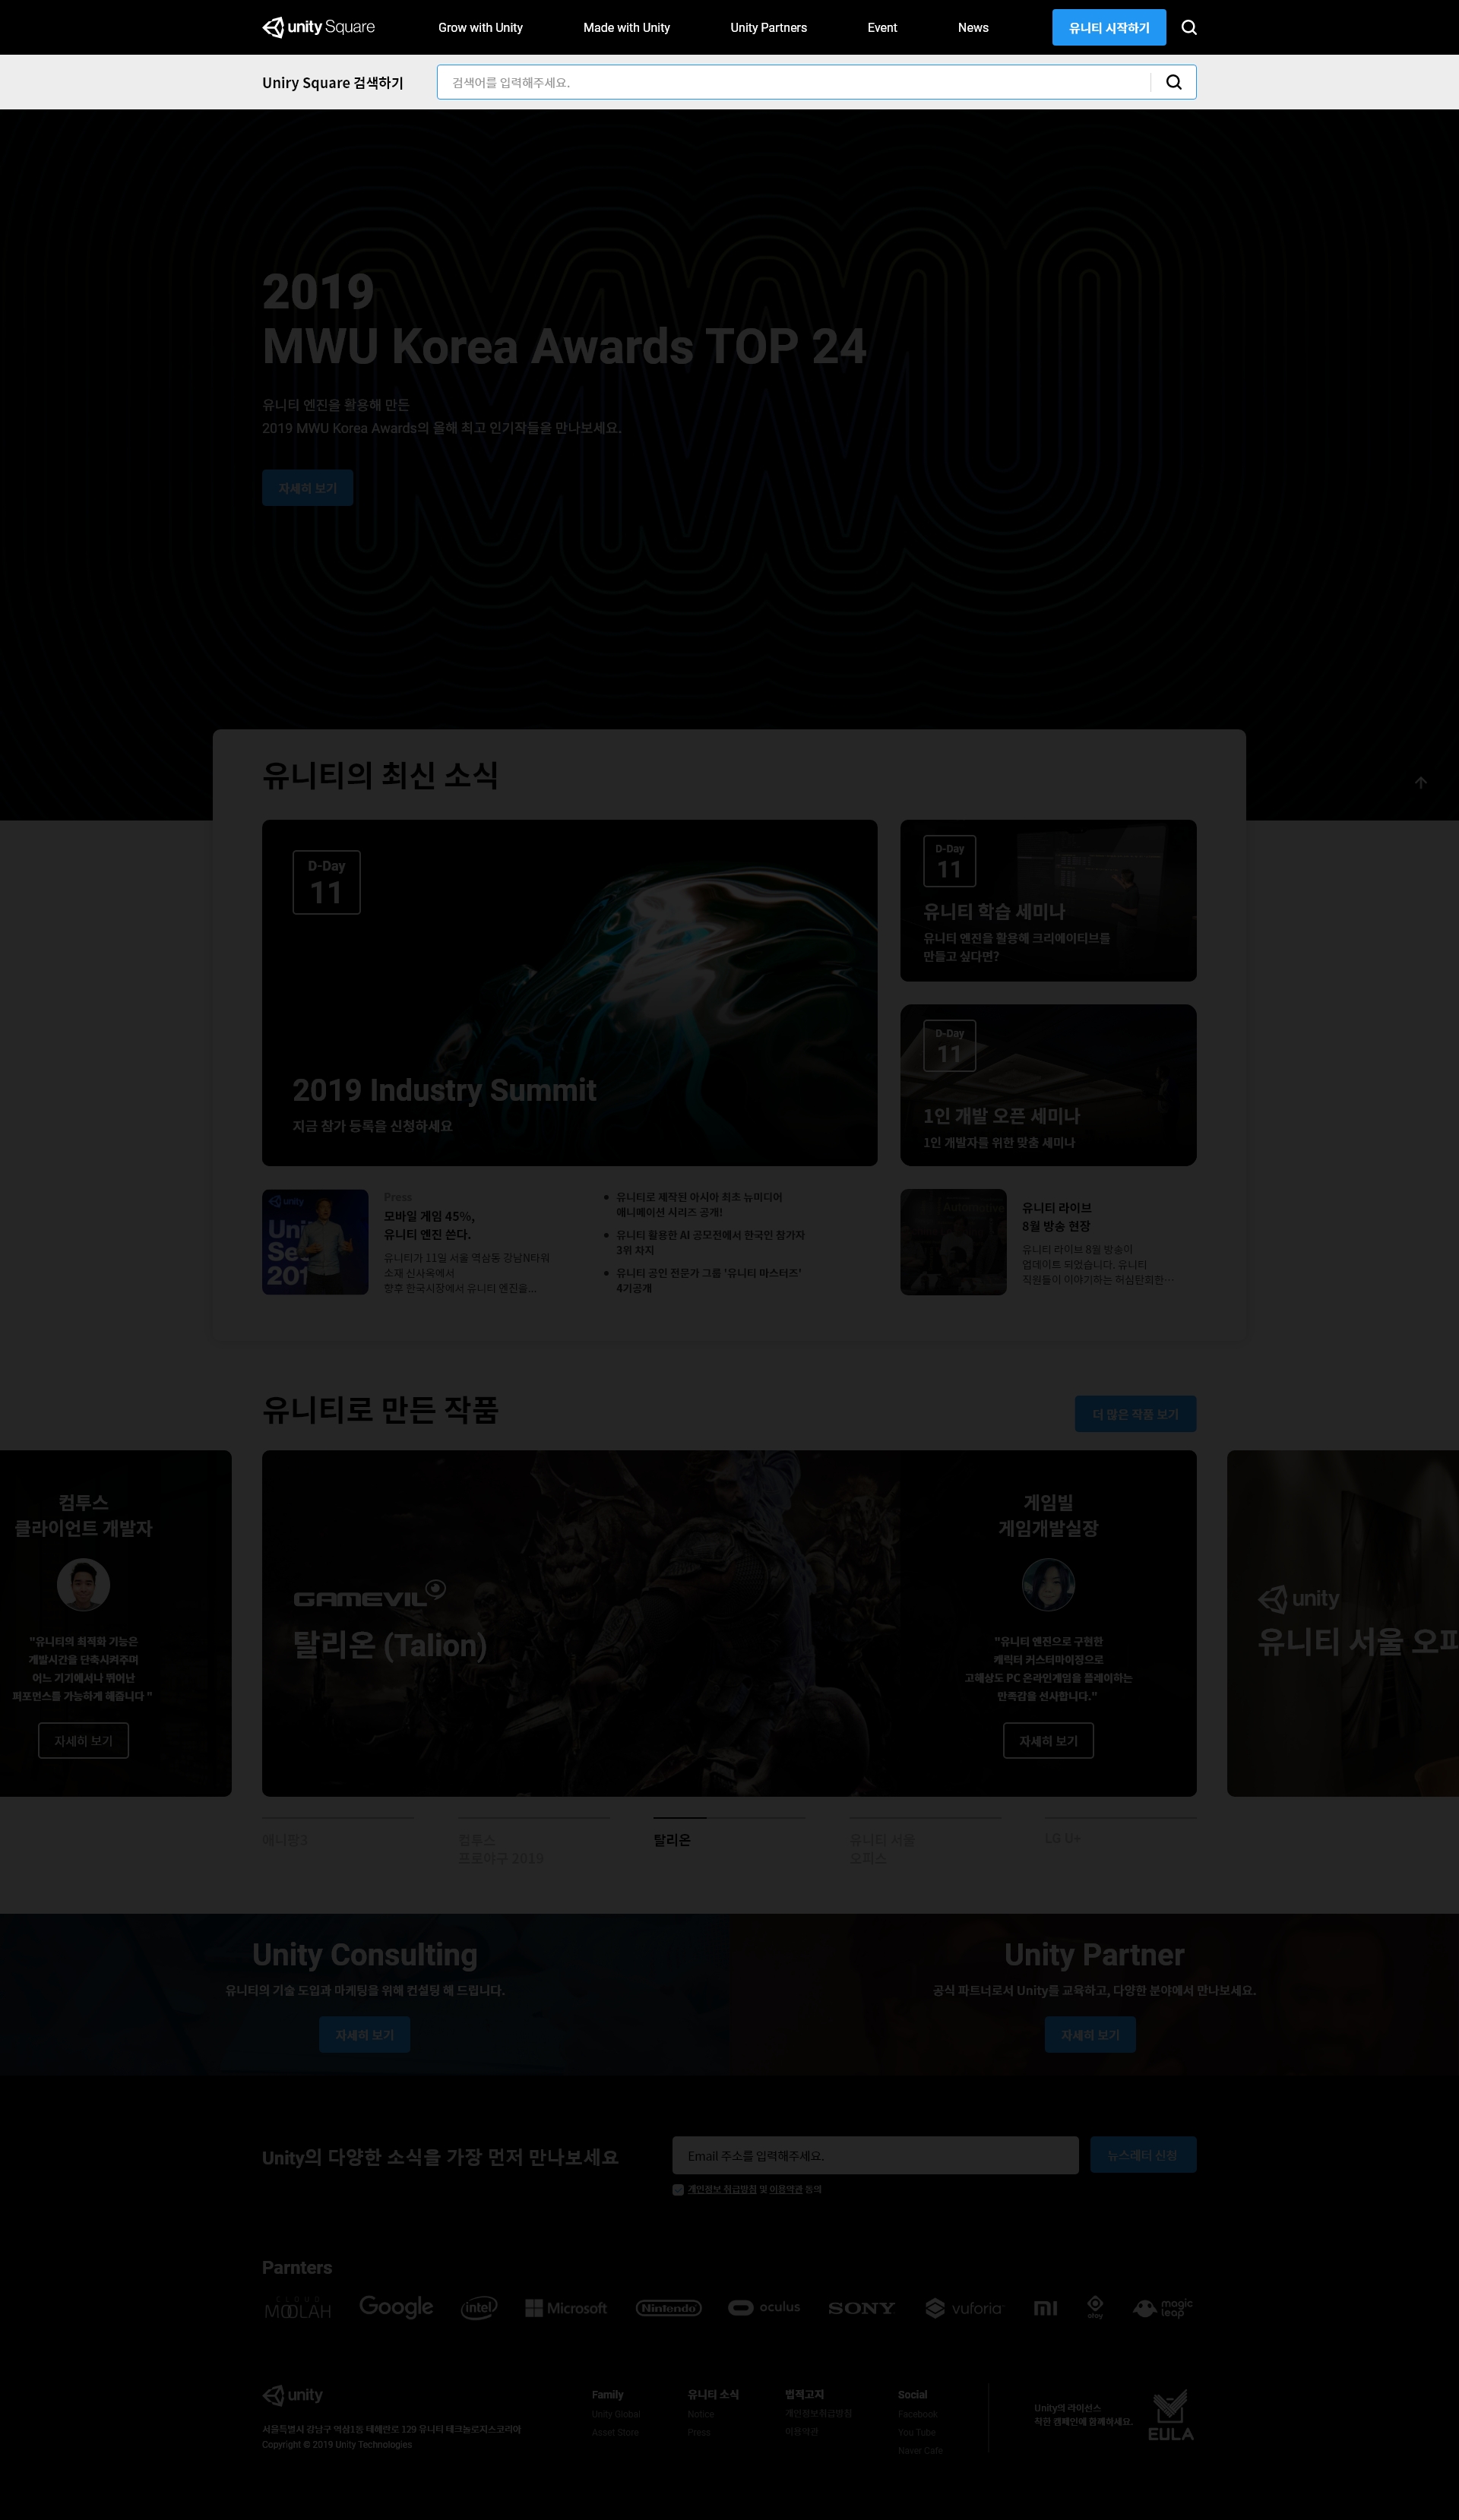 unity Square
Grow with Unity
Made with Unity
Unity Partners
Event
News
유니티 시작하기
Uniry Square 검색하기
검색어를 입력해주세요.
2019
MWU Korea Awards TOP 24
유니티 엔진을 활용해 만든
2019 MWU Korea Awards의 올해 최고 인기작들을 만나보세요.
자세히 보기
유니티의 최신 소식
D-Day
11
2019 Industry Summit
지금 참가 등록을 신청하세요
D-Day
11
유니티 학습 세미나
유니티 엔진을 활용해 크리에이티브를
만들고 싶다면?
D-Day
11
1인 개발 오픈 세미나
1인 개발자를 위한 맞춤 세미나
unity
Press
모바일 게임 45%,
유니티 엔진 쓴다.
유니티가 11일 서울 역삼동 강남N타워
소재 신사옥에서
향후 한국시장에서 유니티 엔진을...
유니티로 제작된 아시아 최초 뉴미디어
애니메이션 시리즈 공개!
유니티 활용한 AI 공모전에서 한국인 참가자
3위 차지
유니티 공인 전문가 그룹 '유니티 마스터즈'
4기공개
Automotive
유니티 라이브
8월 방송 현장
유니티 라이브 8월 방송이
업데이트 되었습니다. 유니티
직원들이 이야기하는 허심탄회한…
유니티로 만든 작품
더 많은 작품 보기
컴투스
클라이언트 개발자
"유니티의 최적화 기능은
개발시간을 단축시켜주며
어느 기기에서나 뛰어난
퍼포먼스를 가능하게 해줍니다 "
자세히 보기
GAMEVIL
탈리온 (Talion)
게임빌
게임개발실장
"유니티 엔진으로 구현한
캐릭터 커스터마이징으로
고해상도 PC 온라인게임을 플레이하는
만족감을 선사합니다."
자세히 보기
unity
유니티 서울 오피
애니팡3
컴투스
프로야구 2019
탈리온
유니티 서울
오피스
LG U+
Unity Consulting
유니티의 기술 도입과 마케팅을 위해 컨설팅 해 드립니다.
자세히 보기
Unity Partner
공식 파트너로서 Unity를 교육하고, 다양한 분야에서 만나보세요.
자세히 보기
Unity의 다양한 소식을 가장 먼저 만나보세요
Email 주소를 입력해주세요.
뉴스레터 신청
개인정보 취급방침 및 이용약관 동의
Parnters
CLOUD MOOLAH
Google
intel
Microsoft
Nintendo
oculus
SONY
vuforia
mi
otoy
magic leap
unity
서울특별시 강남구 역삼1동 테헤란로 129 유니티 테크놀로지스코리아
Copyright © 2019 Unity Technologies
Family
Unity Global
Asset Store
유니티 소식
Notice
Press
법적고지
개인정보취급방침
이용약관
Social
Facebook
You Tube
Naver Cafe
Unity의 라이선스
착한 캠페인에 함께하세요.
EULA